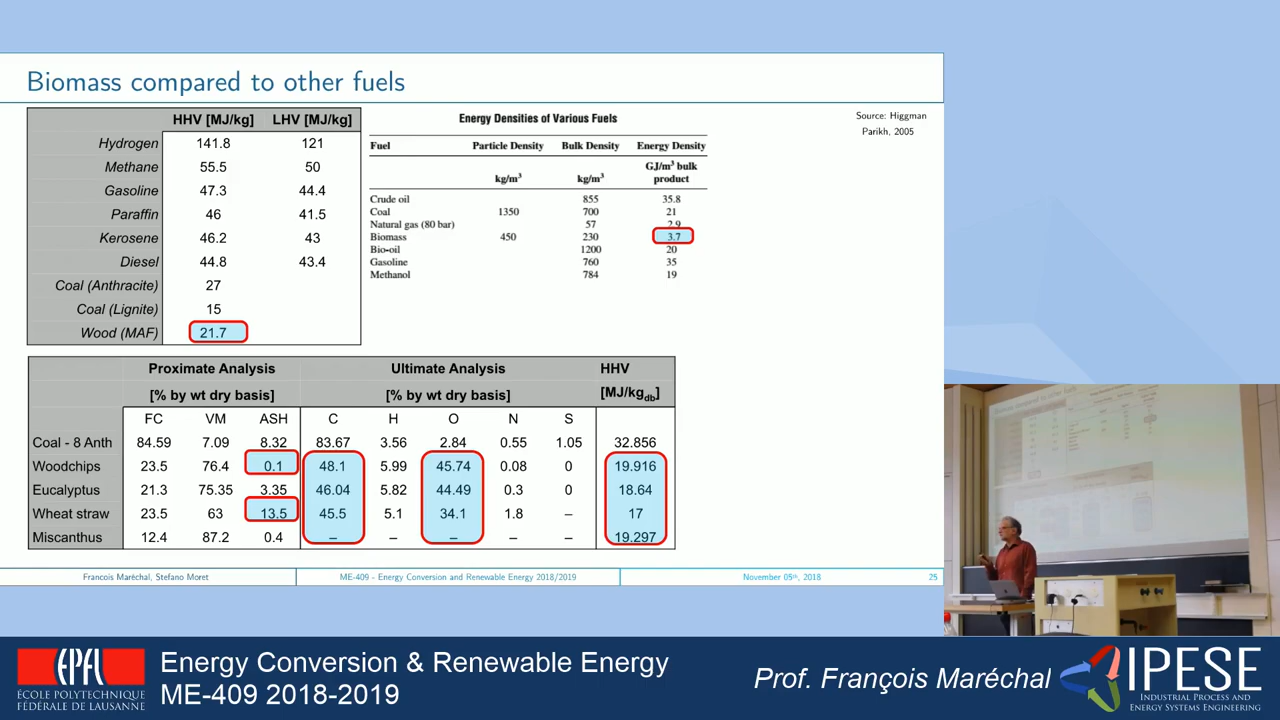 Biomass compared to other fuels
HHV [MJ/kg] LHV [MJ/kg]
Hydrogen 141.8 121
Methane 55.5 50
Gasoline 47.3 44.4
Paraffin 46 41.5
Kerosene 46.2 43
Diesel 44.8 43.4
Coal (Anthracite) 27
Coal (Lignite) 15
Wood (MAF) 21.7
Energy Densities of Various Fuels
Fuel Particle Density Bulk Density Energy Density
kg/m³ kg/m³ GJ/m³ bulk
product
Crude oil 855 35.8
Coal 1350 700 21
Natural gas (80 bar) 57 2.9
Biomass 450 230 3.7
Bio-oil 1200 20
Gasoline 760 35
Methanol 784 19
Source: Higgman
Parikh, 2005
Proximate Analysis Ultimate Analysis HHV
[% by wt dry basis] [% by wt dry basis] [MJ/kgdb]
FC VM ASH C H O N S
Coal - 8 Anth 84.59 7.09 8.32 83.67 3.56 2.84 0.55 1.05 32.856
Woodchips 23.5 76.4 0.1 48.1 5.99 45.74 0.08 0 19.916
Eucalyptus 21.3 75.35 3.35 46.04 5.82 44.49 0.3 0 18.64
Wheat straw 23.5 63 13.5 45.5 5.1 34.1 1.8 – 17
Miscanthus 12.4 87.2 0.4 – – – – – 19.297
Francois Maréchal, Stefano Moret ME-409 - Energy Conversion and Renewable Energy 2018/2019 November 05th, 2018 25
EPFL
ÉCOLE POLYTECHNIQUE
FÉDÉRALE DE LAUSANNE
Energy Conversion & Renewable Energy
ME-409 2018-2019
Prof. François Maréchal
IPESE
Industrial Process and
Energy Systems Engineering